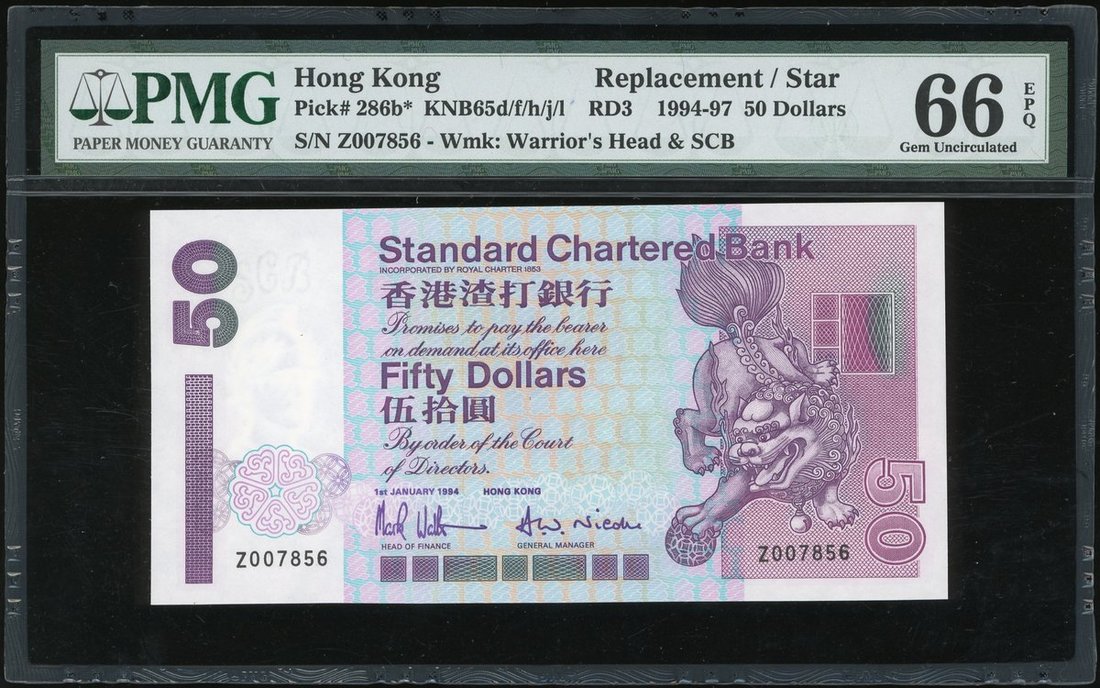 PMG
PAPER MONEY GUARANTY
Hong Kong Replacement / Star
Pick# 286b* KNB65d/f/h/j/l RD3 1994-97 50 Dollars
S/N Z007856 - Wmk: Warrior's Head & SCB
66 EPQ
Gem Uncirculated
50
Standard Chartered Bank
INCORPORATED BY ROYAL CHARTER 1853
香港渣打銀行
Promises to pay the bearer
on demand at its office here
Fifty Dollars
伍拾圓
By order of the Court
of Directors.
1st JANUARY 1994 HONG KONG
HEAD OF FINANCE GENERAL MANAGER
Z007856
Z007856
50